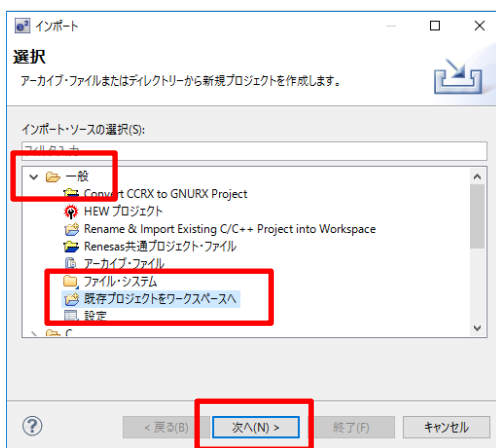 e² インポート
選択
アーカイブ・ファイルまたはディレクトリーから新規プロジェクトを作成します。
インポート・ソースの選択(S):
フィルタ入力
一般
Convert CCRX to GNURX Project
HEW プロジェクト
Rename & Import Existing C/C++ Project into Workspace
Renesas共通プロジェクト・ファイル
アーカイブ・ファイル
ファイル・システム
既存プロジェクトをワークスペースへ
設定
C
< 戻る(B) 次へ(N) > 終了(F) キャンセル